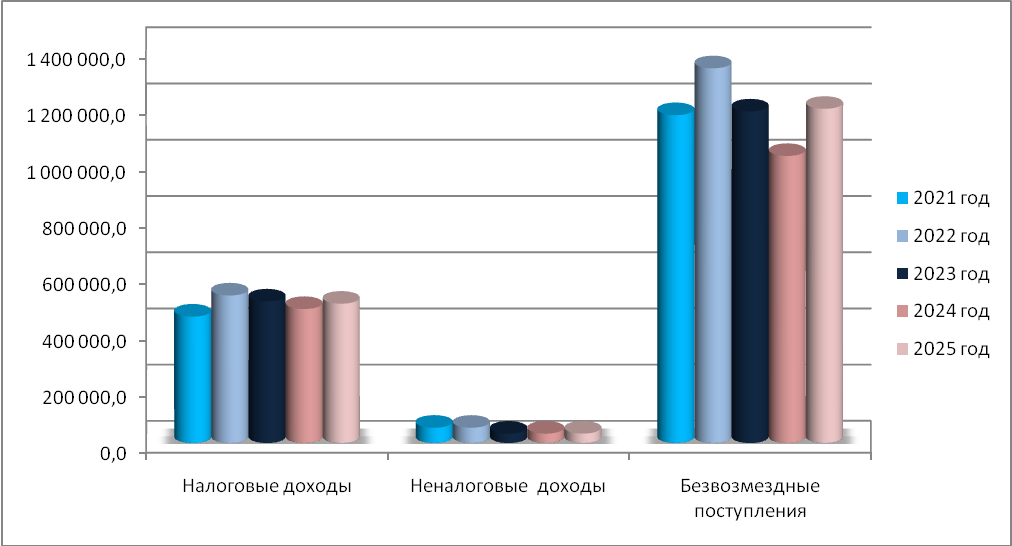 1 400 000,0
1 200 000,0
1 000 000,0
800 000,0
600 000,0
400 000,0
200 000,0
0,0
Налоговые доходы
Неналоговые доходы
Безвозмездные
поступления
2021 год
2022 год
2023 год
2024 год
2025 год